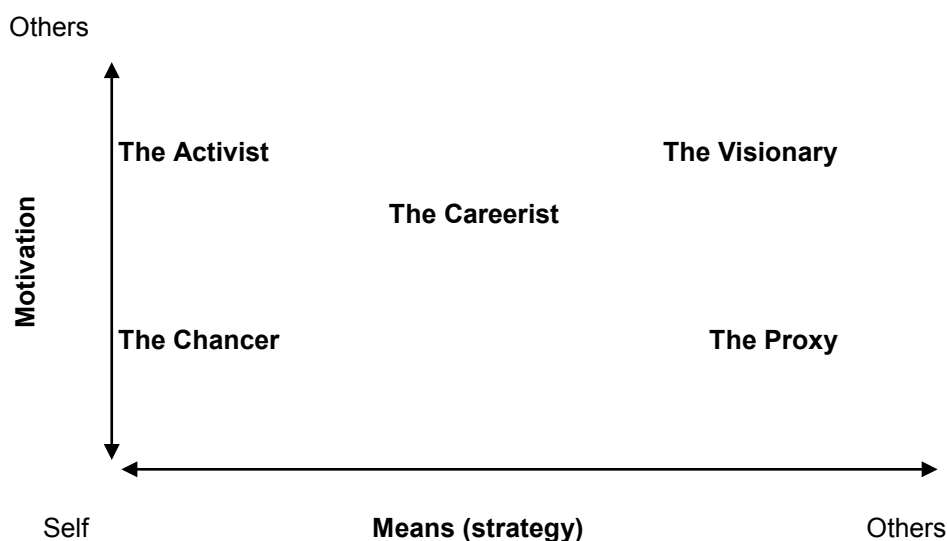 Others
The Activist
The Visionary
The Careerist
Motivation
The Chancer
The Proxy
Self
Means (strategy)
Others